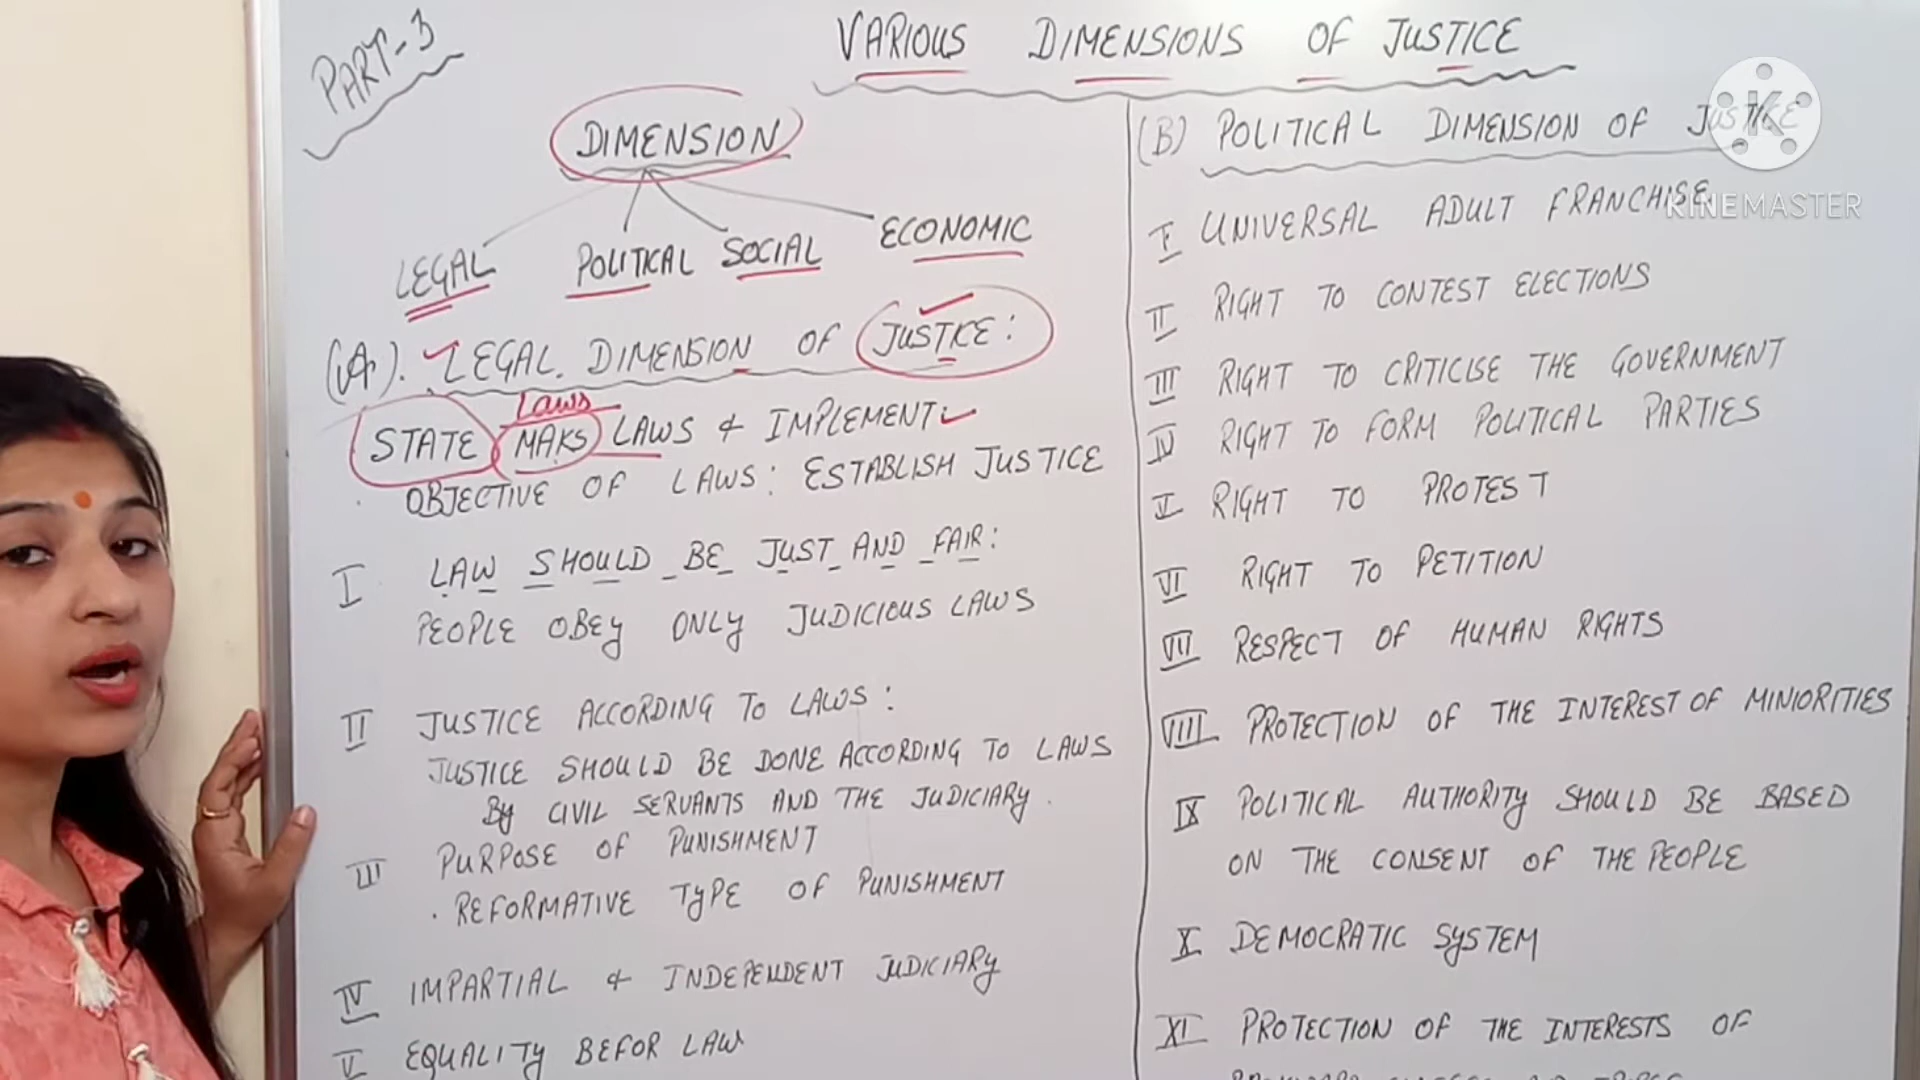 PART-3
VARIOUS DIMENSIONS OF JUSTICE
DIMENSION
LEGAL POLITICAL SOCIAL ECONOMIC
(A). LEGAL DIMENSION OF JUSTICE:
Laws
STATE MAKS LAWS & IMPLEMENT:
OBJECTIVE OF LAWS: ESTABLISH JUSTICE
I LAW SHOULD BE JUST AND FAIR:
PEOPLE OBEY ONLY JUDICIOUS LAWS
II JUSTICE ACCORDING TO LAWS:
JUSTICE SHOULD BE DONE ACCORDING TO LAWS
By CIVIL SERVANTS AND THE JUDICIARY.
III PURPOSE OF PUNISHMENT
. REFORMATIVE TYPE OF PUNISHMENT
IV IMPARTIAL & INDEPENDENT JUDICIARY
V EQUALITY BEFOR LAW
(B) POLITICAL DIMENSION OF JUSTICE
I UNIVERSAL ADULT FRANCHISE
II RIGHT TO CONTEST ELECTIONS
III RIGHT TO CRITICISE THE GOVERNMENT
IV RIGHT TO FORM POLITICAL PARTIES
V RIGHT TO PROTEST
VI RIGHT TO PETITION
VII RESPECT OF HUMAN RIGHTS
VIII PROTECTION OF THE INTEREST OF MINIORITIES
IX POLITICAL AUTHORITY SHOULD BE BASED
ON THE CONSENT OF THE PEOPLE
X DEMOCRATIC SYSTEM
XI PROTECTION OF THE INTERESTS OF
K
KINEMASTER